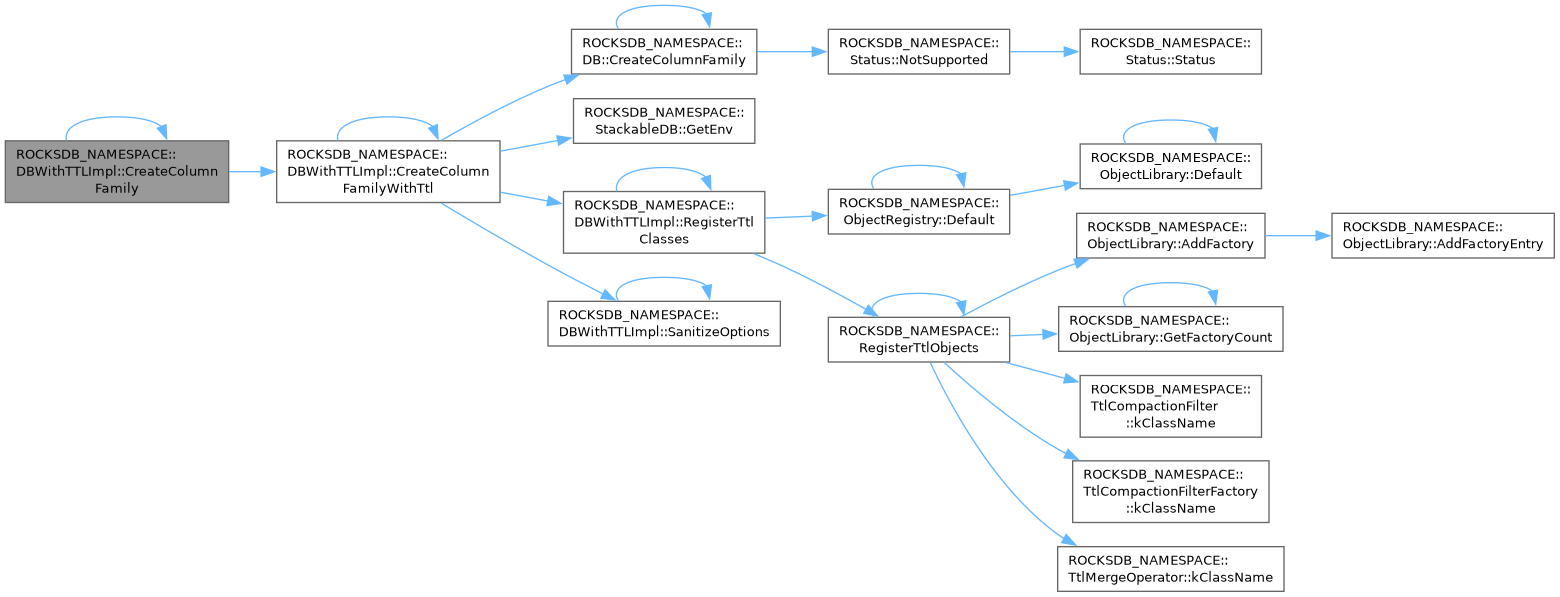 ROCKSDB_NAMESPACE::
DBWithTTLImpl::CreateColumn
Family
ROCKSDB_NAMESPACE::
DBWithTTLImpl::CreateColumn
FamilyWithTtl
ROCKSDB_NAMESPACE::
DB::CreateColumnFamily
ROCKSDB_NAMESPACE::
Status::NotSupported
ROCKSDB_NAMESPACE::
Status::Status
ROCKSDB_NAMESPACE::
StackableDB::GetEnv
ROCKSDB_NAMESPACE::
DBWithTTLImpl::RegisterTtl
Classes
ROCKSDB_NAMESPACE::
ObjectRegistry::Default
ROCKSDB_NAMESPACE::
ObjectLibrary::Default
ROCKSDB_NAMESPACE::
DBWithTTLImpl::SanitizeOptions
ROCKSDB_NAMESPACE::
RegisterTtlObjects
ROCKSDB_NAMESPACE::
ObjectLibrary::AddFactory
ROCKSDB_NAMESPACE::
ObjectLibrary::AddFactoryEntry
ROCKSDB_NAMESPACE::
ObjectLibrary::GetFactoryCount
ROCKSDB_NAMESPACE::
TtlCompactionFilter
::kClassName
ROCKSDB_NAMESPACE::
TtlCompactionFilterFactory
::kClassName
ROCKSDB_NAMESPACE::
TtlMergeOperator::kClassName